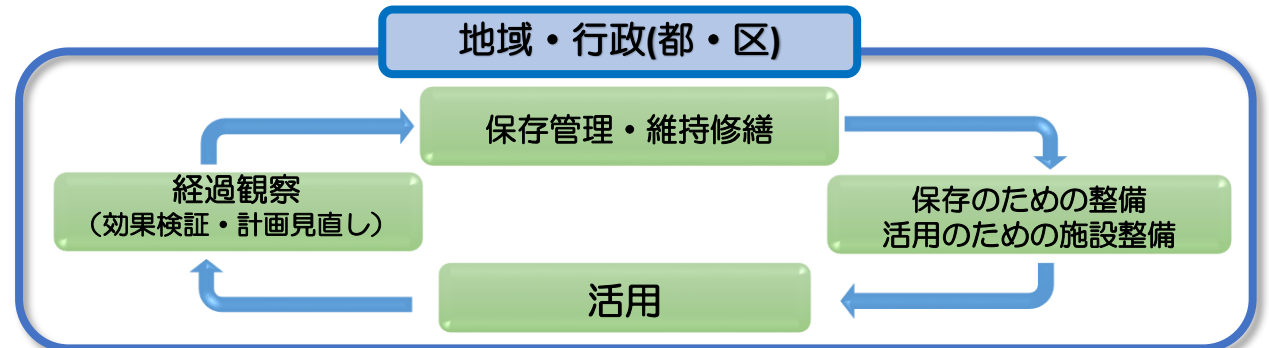 地域・行政(都・区)
保存管理・維持修繕
経過観察
（効果検証・計画見直し）
保存のための整備
活用のための施設整備
活用